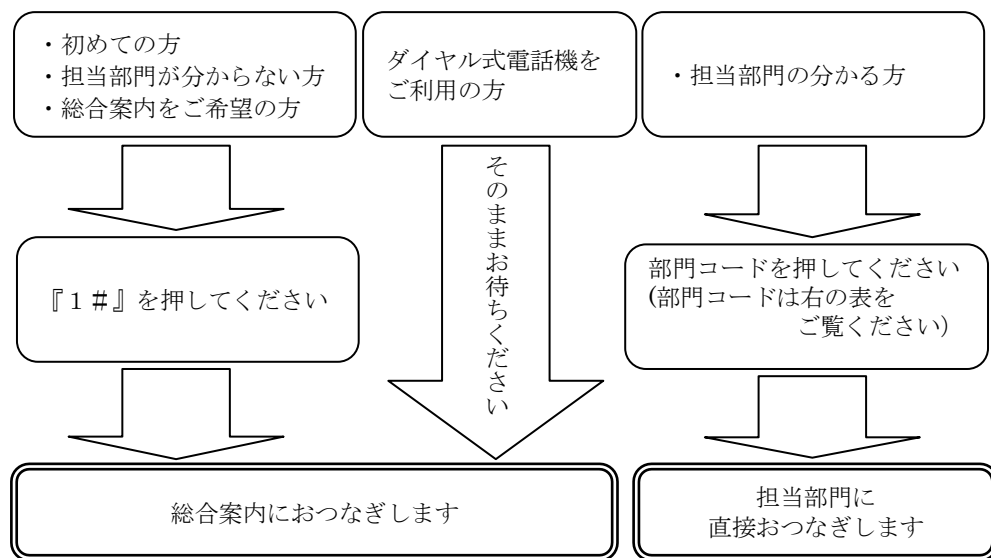 ・初めての方
・担当部門が分からない方
・総合案内をご希望の方
ダイヤル式電話機を
ご利用の方
・担当部門の分かる方
そのままお待ちください
『1#』を押してください
部門コードを押してください
(部門コードは右の表を
ご覧ください)
総合案内におつなぎします
担当部門に
直接おつなぎします